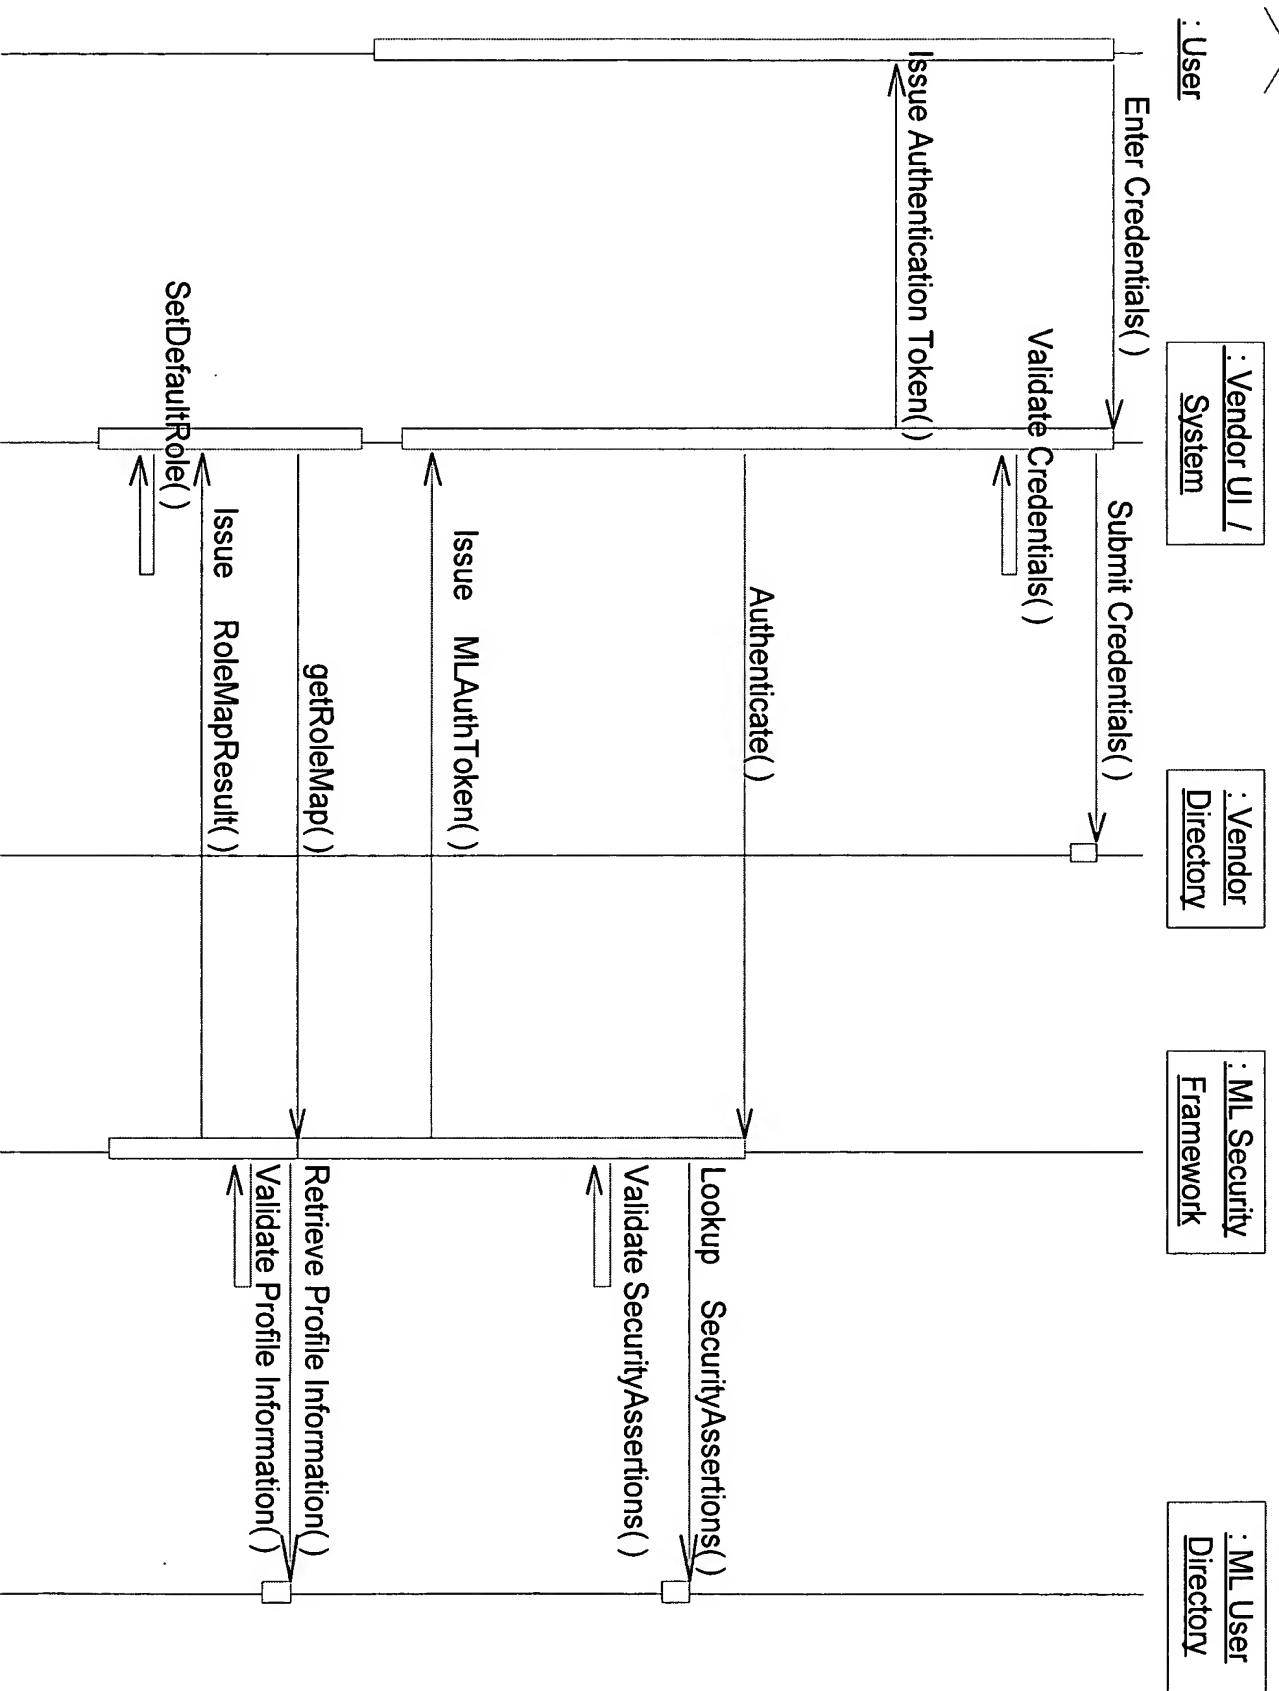 : User
: Vendor UI /
System
: Vendor
Directory
: ML Security
Framework
: ML User
Directory
Enter Credentials( )
Submit Credentials( )
Validate Credentials( )
Issue Authentication Token( )
Authenticate( )
Lookup SecurityAssertions( )
Validate SecurityAssertions( )
Issue MLAuthToken( )
getRoleMap( )
Retrieve Profile Information( )
Validate Profile Information( )
Issue RoleMapResult( )
SetDefaultRole( )